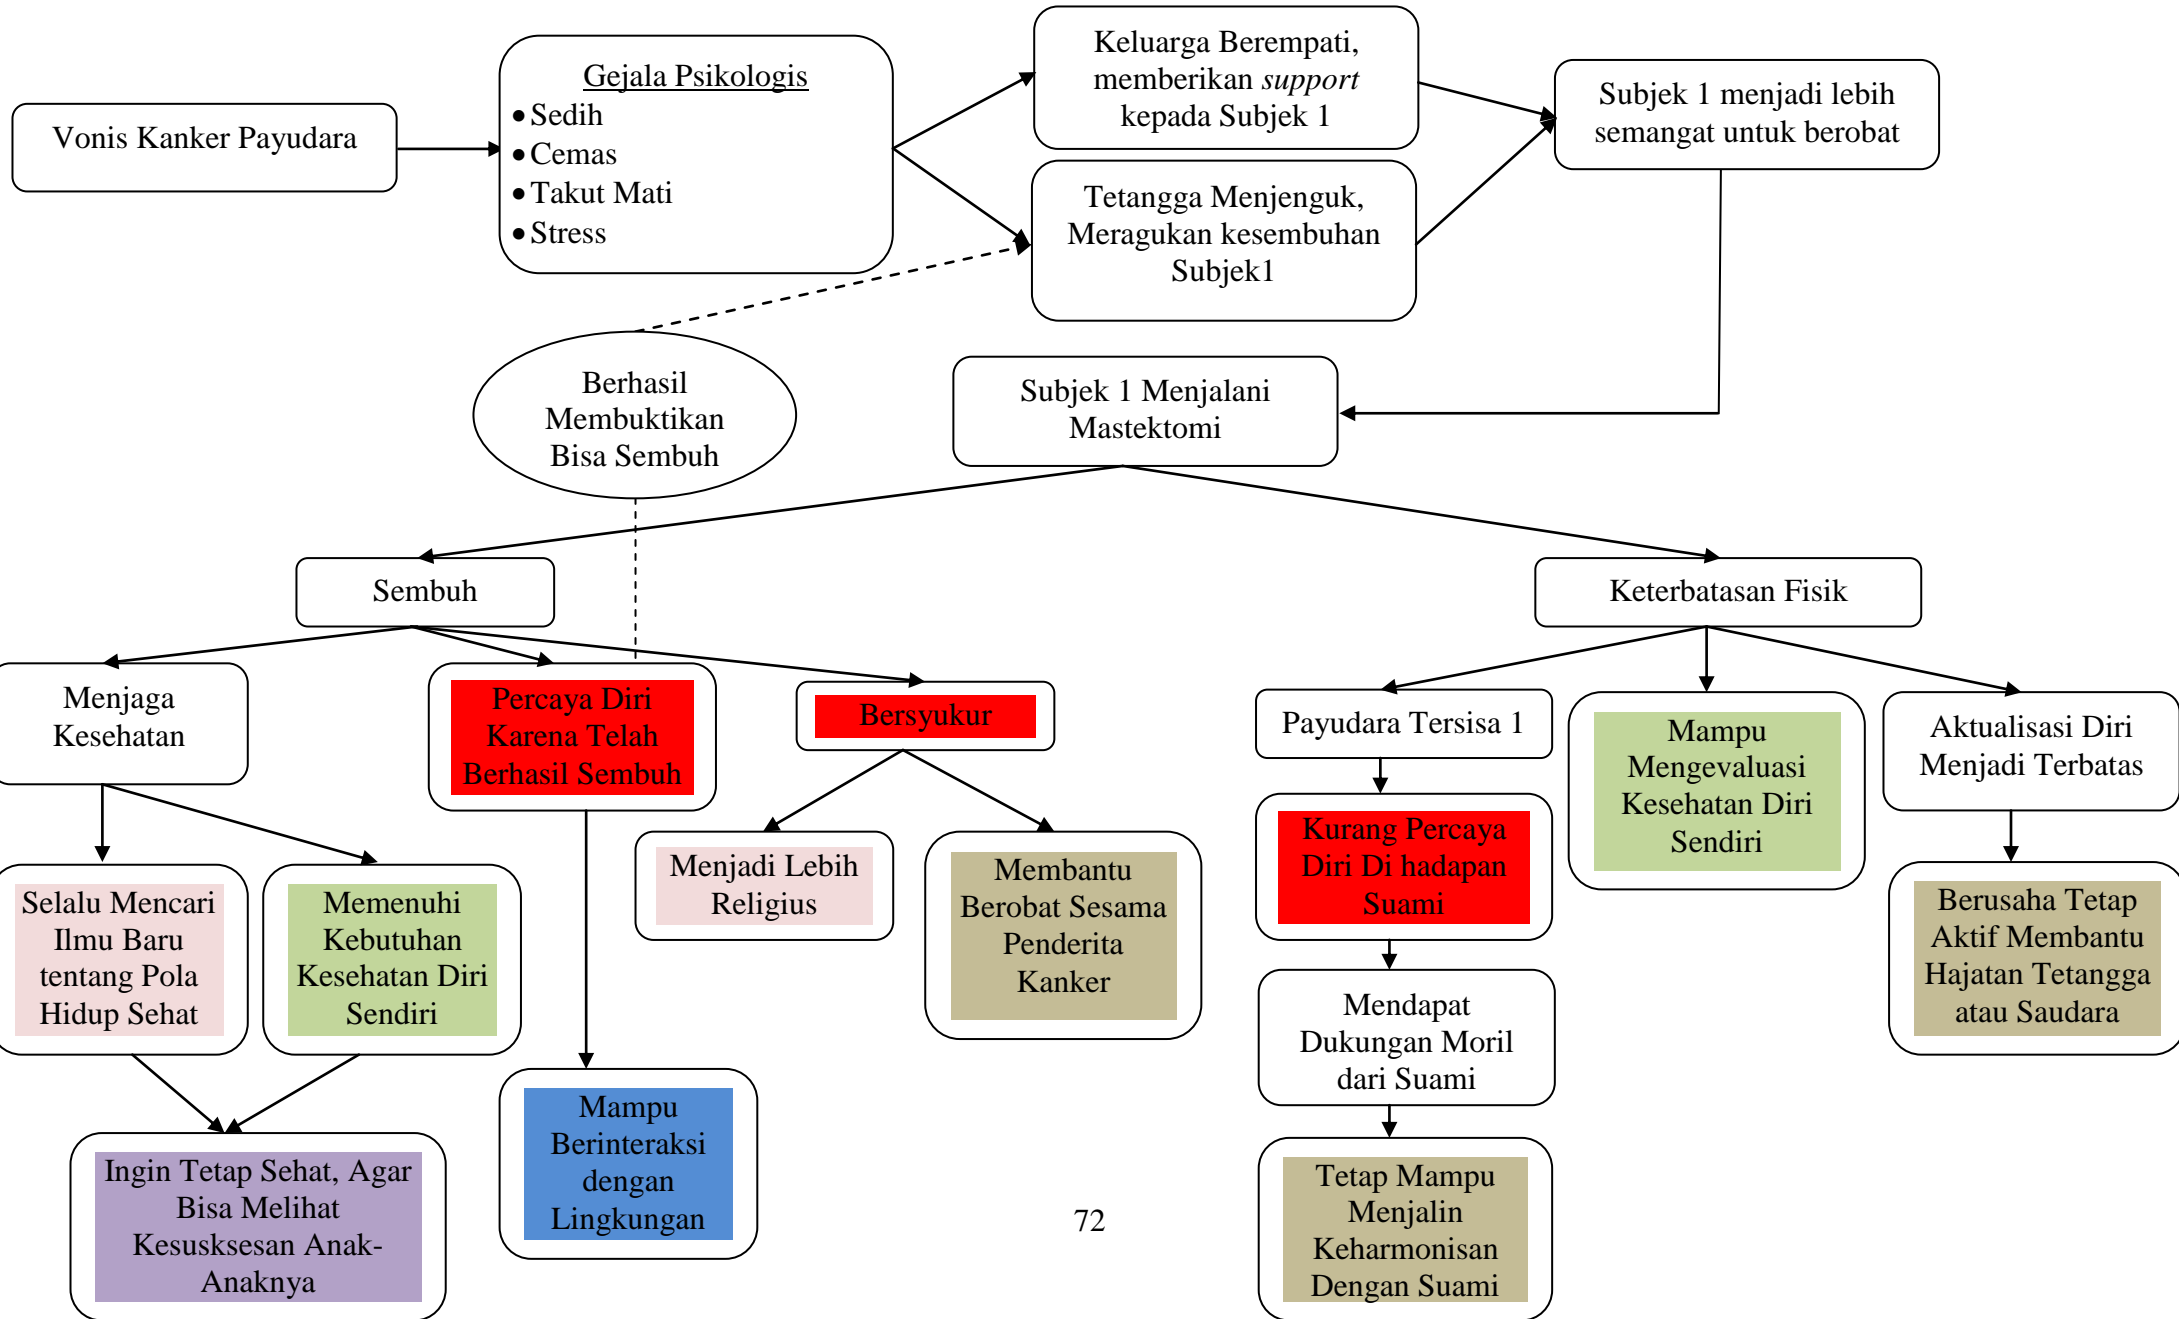 Vonis Kanker Payudara
Gejala Psikologis
• Sedih
• Cemas
• Takut Mati
• Stress
Keluarga Berempati,
memberikan support
kepada Subjek 1
Tetangga Menjenguk,
Meragukan kesembuhan
Subjek1
Subjek 1 menjadi lebih
semangat untuk berobat
Berhasil
Membuktikan
Bisa Sembuh
Subjek 1 Menjalani
Mastektomi
Sembuh
Keterbatasan Fisik
Menjaga
Kesehatan
Percaya Diri
Karena Telah
Berhasil Sembuh
Bersyukur
Payudara Tersisa 1
Mampu
Mengevaluasi
Kesehatan Diri
Sendiri
Aktualisasi Diri
Menjadi Terbatas
Selalu Mencari
Ilmu Baru
tentang Pola
Hidup Sehat
Memenuhi
Kebutuhan
Kesehatan Diri
Sendiri
Menjadi Lebih
Religius
Membantu
Berobat Sesama
Penderita
Kanker
Kurang Percaya
Diri Di hadapan
Suami
Berusaha Tetap
Aktif Membantu
Hajatan Tetangga
atau Saudara
Mendapat
Dukungan Moril
dari Suami
Ingin Tetap Sehat, Agar
Bisa Melihat
Kesusksesan Anak-
Anaknya
Mampu
Berinteraksi
dengan
Lingkungan
Tetap Mampu
Menjalin
Keharmonisan
Dengan Suami
72